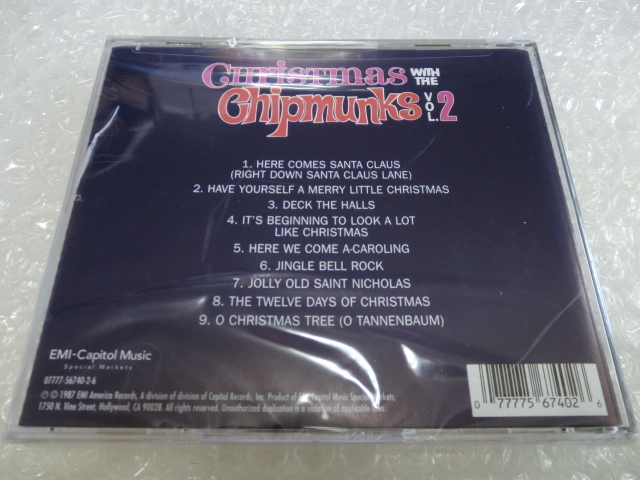 Christmas WITH THE
Chipmunks VOL. 2
1. HERE COMES SANTA CLAUS
(RIGHT DOWN SANTA CLAUS LANE)
2. HAVE YOURSELF A MERRY LITTLE CHRISTMAS
3. DECK THE HALLS
4. IT'S BEGINNING TO LOOK A LOT
LIKE CHRISTMAS
5. HERE WE COME A-CAROLING
6. JINGLE BELL ROCK
7. JOLLY OLD SAINT NICHOLAS
8. THE TWELVE DAYS OF CHRISTMAS
9. O CHRISTMAS TREE (O TANNENBAUM)
EMI-Capitol Music
Special Markets
07777-56740-2-6
℗ © 1987 EMI America Records, A division of Capitol Records, Inc. Product of Capitol Music Special Markets,
1750 N. Vine Street, Hollywood, CA 90028. All rights reserved. Unauthorized duplication is a violation of applicable laws.
0 77775 67402 6